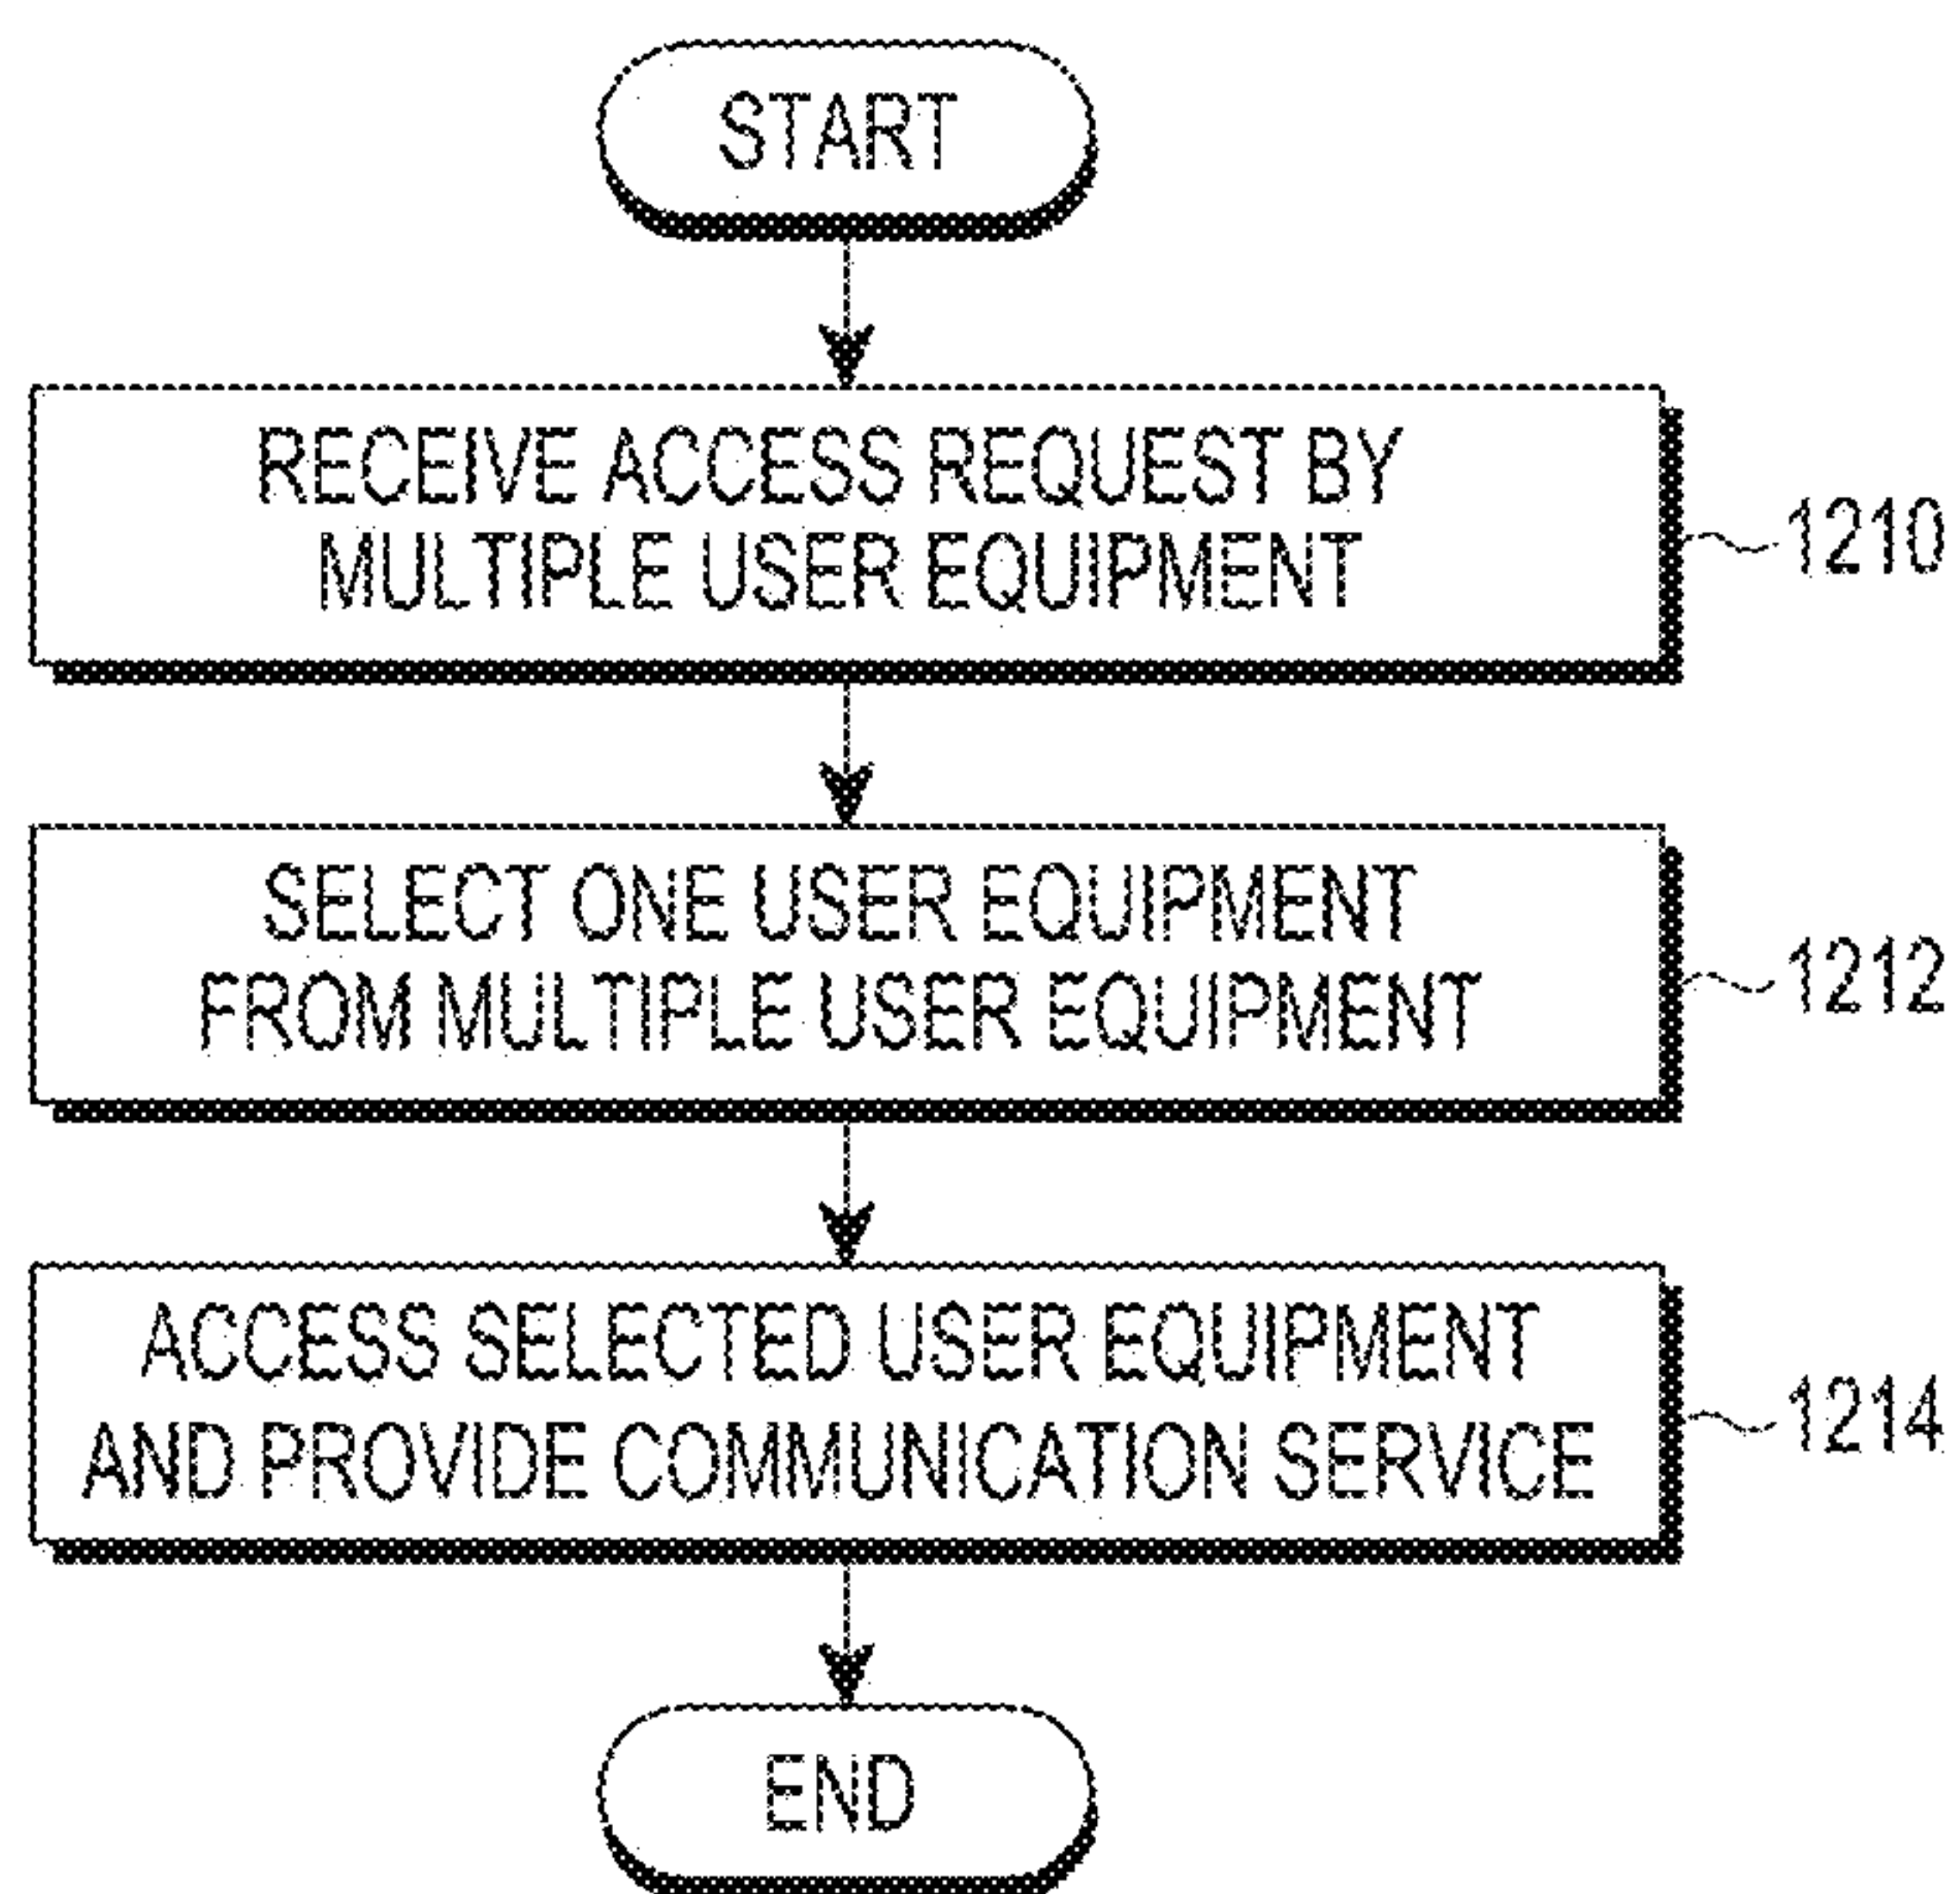 START
RECEIVE ACCESS REQUEST BY
MULTIPLE USER EQUIPMENT
1210
SELECT ONE USER EQUIPMENT
FROM MULTIPLE USER EQUIPMENT
1212
ACCESS SELECTED USER EQUIPMENT
AND PROVIDE COMMUNICATION SERVICE
1214
END